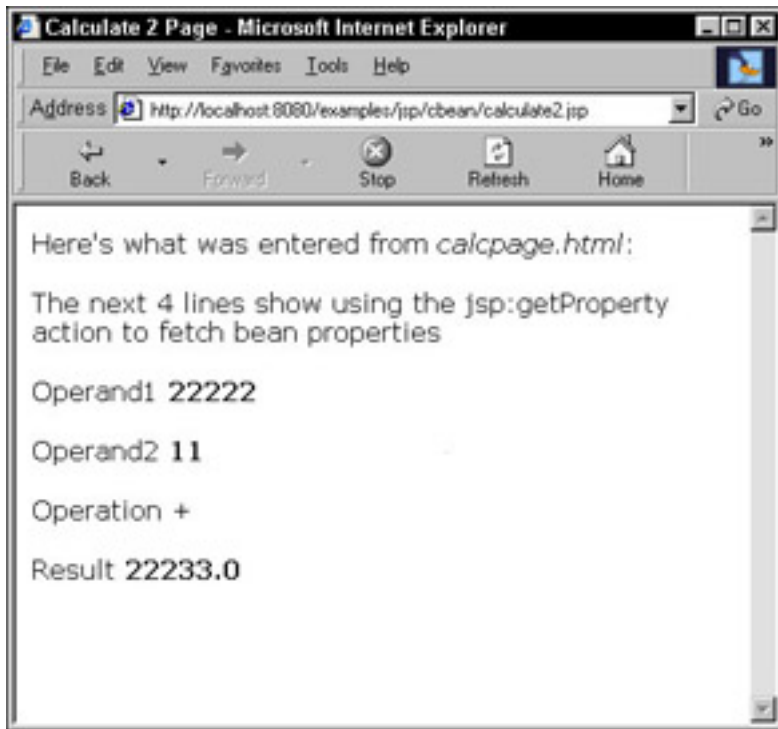 Calculate 2 Page - Microsoft Internet Explorer
File Edit View Favorites Tools Help
Address http://localhost:8080/examples/jsp/cbean/calculate2.jsp Go
Back Forward Stop Refresh Home »
Here's what was entered from calcpage.html:
The next 4 lines show using the jsp:getProperty
action to fetch bean properties
Operand1 22222
Operand2 11
Operation +
Result 22233.0